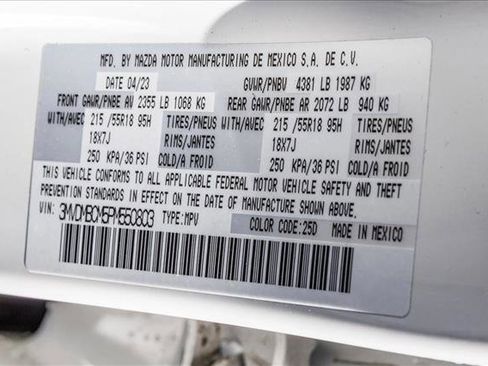 MFD. BY MAZDA MOTOR MANUFACTURING DE MEXICO S.A. DE C.V.
DATE 04/23 GVWR/PNBV 4381 LB 1987 KG
FRONT GAWR/PNBE AV 2355 LB 1068 KG REAR GAWR/PNBE AR 2072 LB 940 KG
WITH/AVEC 215 /55R18 95H TIRES/PNEUS WITH/AVEC 215 /55R18 95H TIRES/PNEUS
18X7J RIMS/JANTES 18X7J RIMS/JANTES
250 KPA/36 PSI COLD/A FROID 250 KPA/36 PSI COLD/A FROID
THIS VEHICLE CONFORMS TO ALL APPLICABLE FEDERAL MOTOR VEHICLE SAFETY AND THEFT
PREVENTION STANDARDS IN EFFECT ON THE DATE OF MANUFACTURE SHOWN ABOVE.
VIN: 3MVDMBCM5PM550803 TYPE:MPV COLOR CODE:25D MADE IN MEXICO